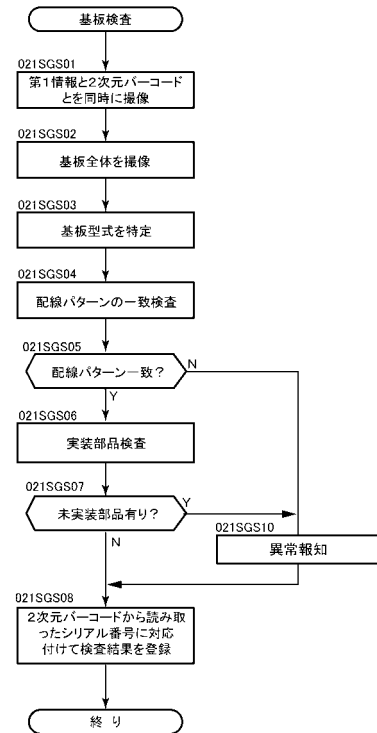 基板検査
021SGS01
第1情報と2次元バーコード
とを同時に撮像
021SGS02
基板全体を撮像
021SGS03
基板型式を特定
021SGS04
配線パターンの一致検査
021SGS05
配線パターン一致?
N
Y
021SGS06
実装部品検査
021SGS07
未実装部品有り?
Y
N
021SGS10
異常報知
021SGS08
2次元バーコードから読み取
ったシリアル番号に対応
付けて検査結果を登録
終り